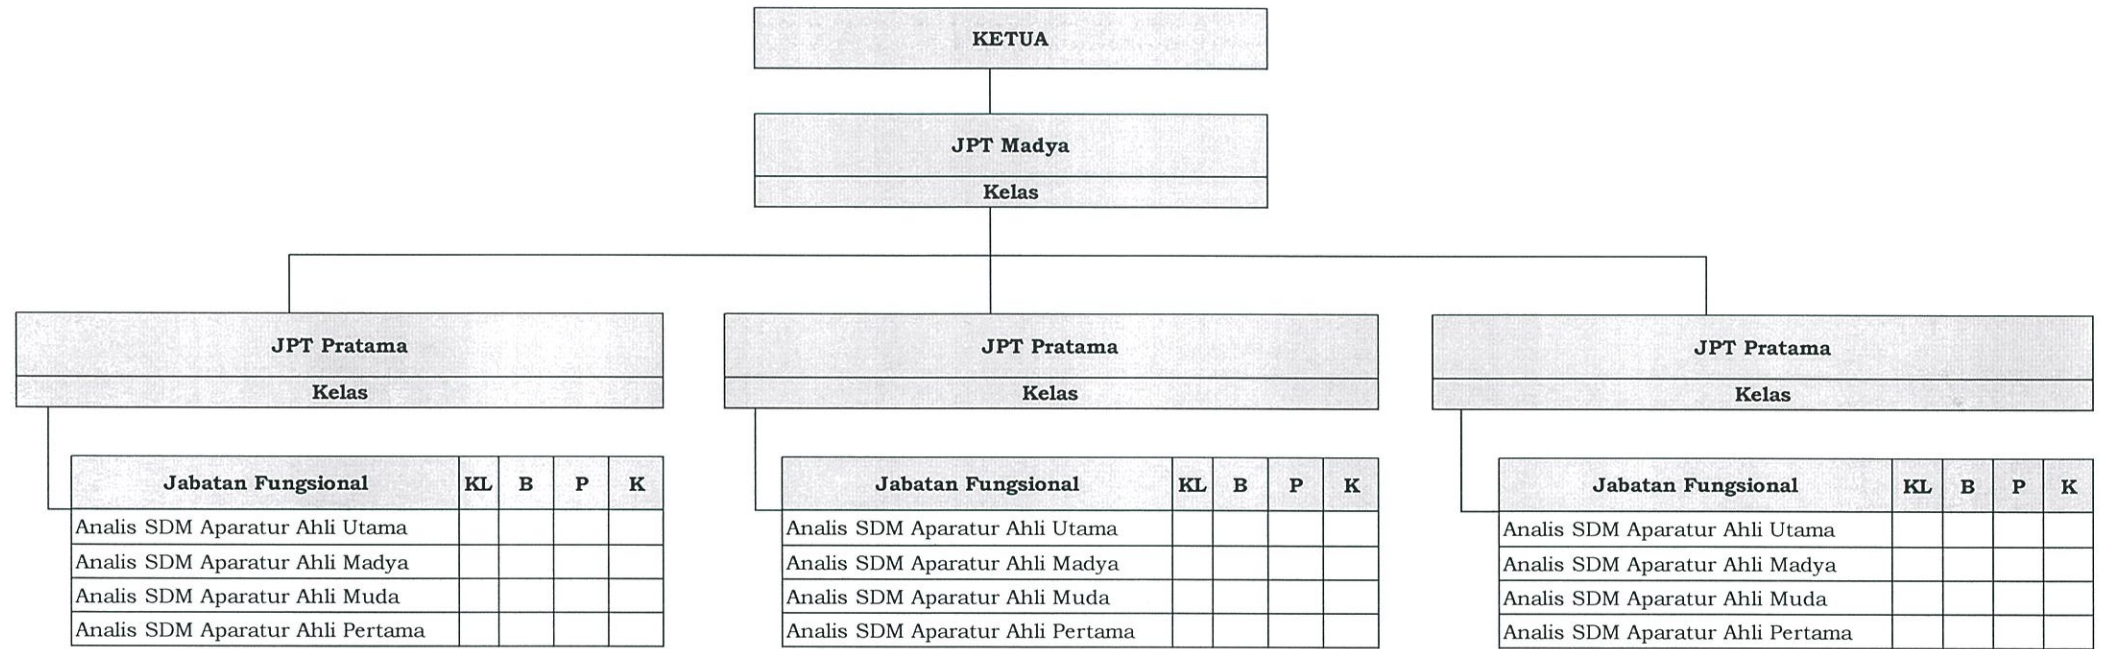 KETUA
JPT Madya
Kelas
JPT Pratama
Kelas
Jabatan Fungsional KL B P K
Analis SDM Aparatur Ahli Utama
Analis SDM Aparatur Ahli Madya
Analis SDM Aparatur Ahli Muda
Analis SDM Aparatur Ahli Pertama
JPT Pratama
Kelas
Jabatan Fungsional KL B P K
Analis SDM Aparatur Ahli Utama
Analis SDM Aparatur Ahli Madya
Analis SDM Aparatur Ahli Muda
Analis SDM Aparatur Ahli Pertama
JPT Pratama
Kelas
Jabatan Fungsional KL B P K
Analis SDM Aparatur Ahli Utama
Analis SDM Aparatur Ahli Madya
Analis SDM Aparatur Ahli Muda
Analis SDM Aparatur Ahli Pertama